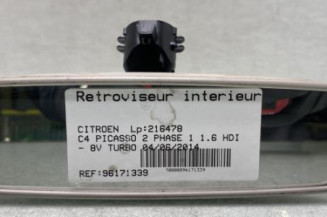 Retroviseur interieur
CITROEN Lp:216478
C4 PICASSO 2 PHASE 1 1.6 HDI
- 8V TURBO 04/06/2014
REF:96171339